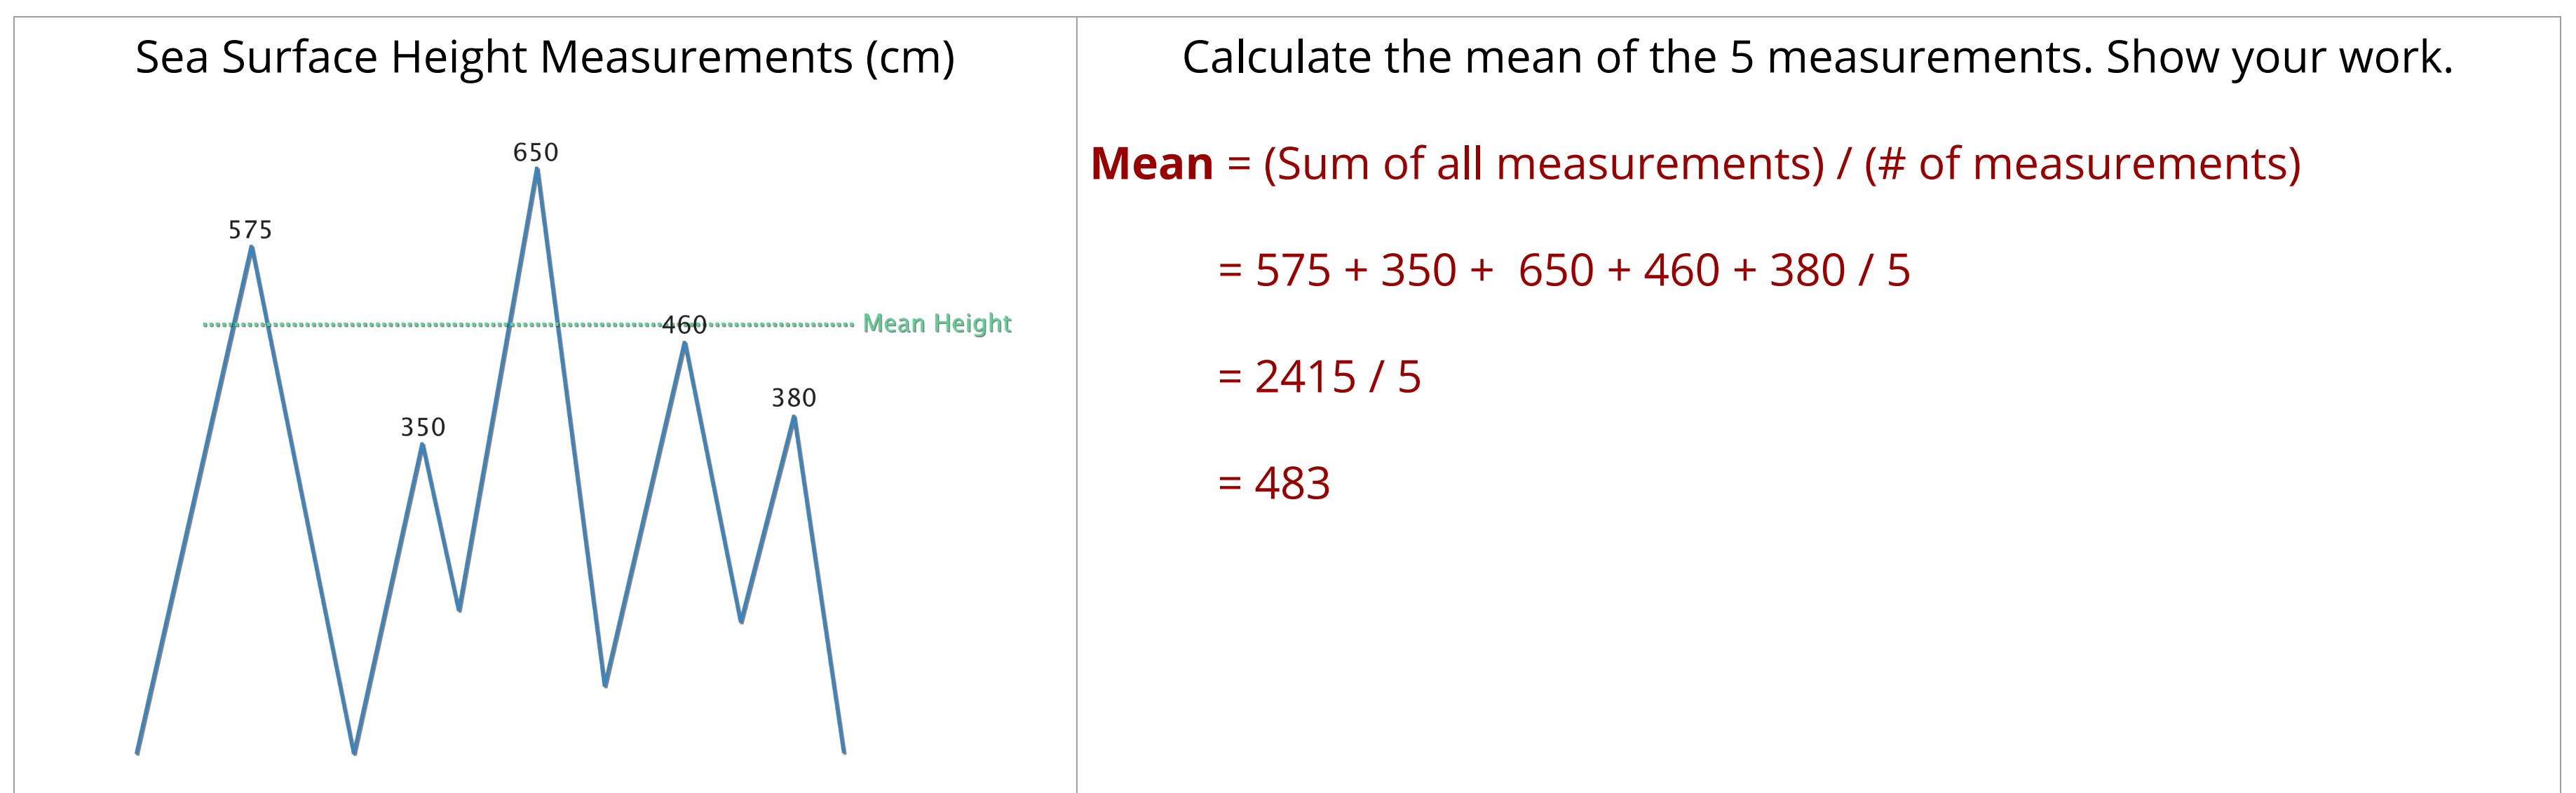 Sea Surface Height Measurements (cm)
650
575
460
Mean Height
380
350
Calculate the mean of the 5 measurements. Show your work.
Mean = (Sum of all measurements) / (# of measurements)
= 575 + 350 +  650 + 460 + 380 / 5
= 2415 / 5
= 483